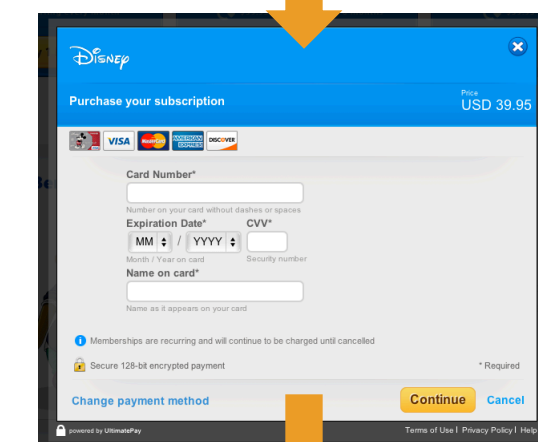 Disney
Purchase your subscription
Price
USD 39.95
VISA MasterCard AMERICAN EXPRESS DISCOVER
Card Number*
Number on your card without dashes or spaces
Expiration Date* CVV*
MM / YYYY
Month / Year on card Security number
Name on card*
Name as it appears on your card
Memberships are recurring and will continue to be charged until cancelled
Secure 128-bit encrypted payment * Required
Change payment method Continue Cancel
powered by UltimatePay Terms of Use | Privacy Policy | Help